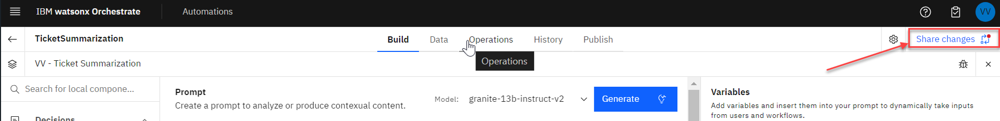 IBM watsonx Orchestrate
Automations
VV
TicketSummarization
Build
Data
Operations
History
Publish
Share changes
Operations
VV - Ticket Summarization
Search for local compone...
Prompt
Create a prompt to analyze or produce contexual content.
Model:
granite-13b-instruct-v2
Generate
Variables
Add variables and insert them into your prompt to dynamically take inputs
from users and workflows.
Decisions